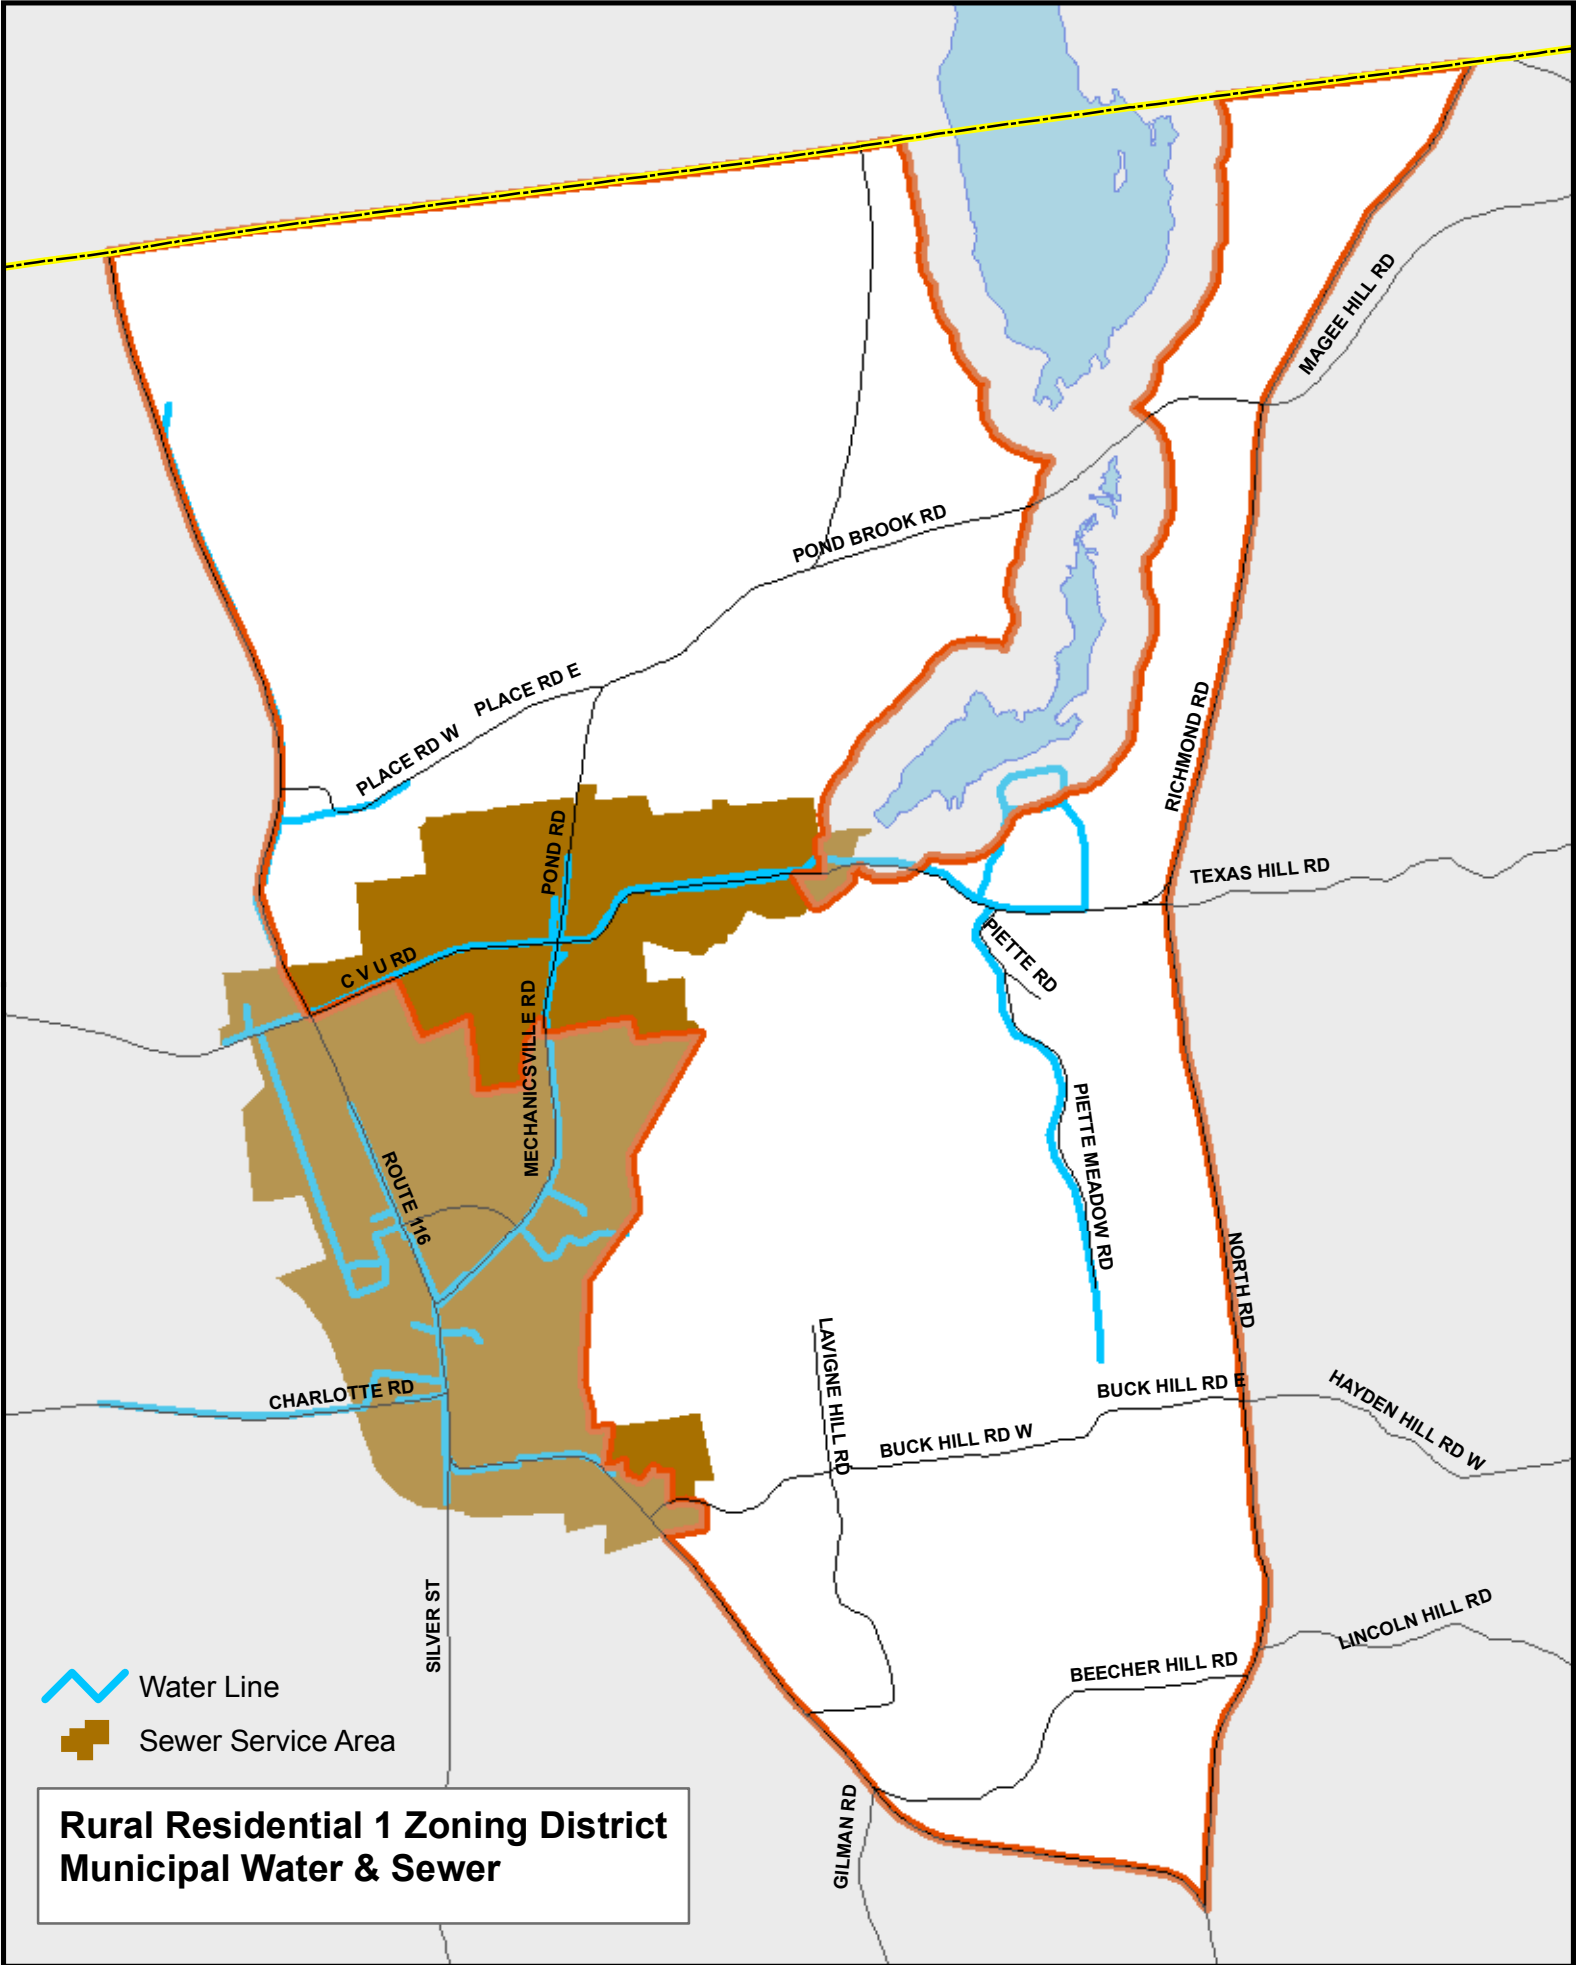 MAGEE HILL RD
POND BROOK RD
PLACE RD E
PLACE RD W
RICHMOND RD
POND RD
TEXAS HILL RD
C V U RD
PIETTE RD
MECHANICSVILLE RD
PIETTE MEADOW RD
ROUTE 116
NORTH RD
LAVIGNE HILL RD
CHARLOTTE RD
BUCK HILL RD E
HAYDEN HILL RD W
BUCK HILL RD W
SILVER ST
LINCOLN HILL RD
BEECHER HILL RD
GILMAN RD
Water Line
Sewer Service Area
Rural Residential 1 Zoning District
Municipal Water & Sewer